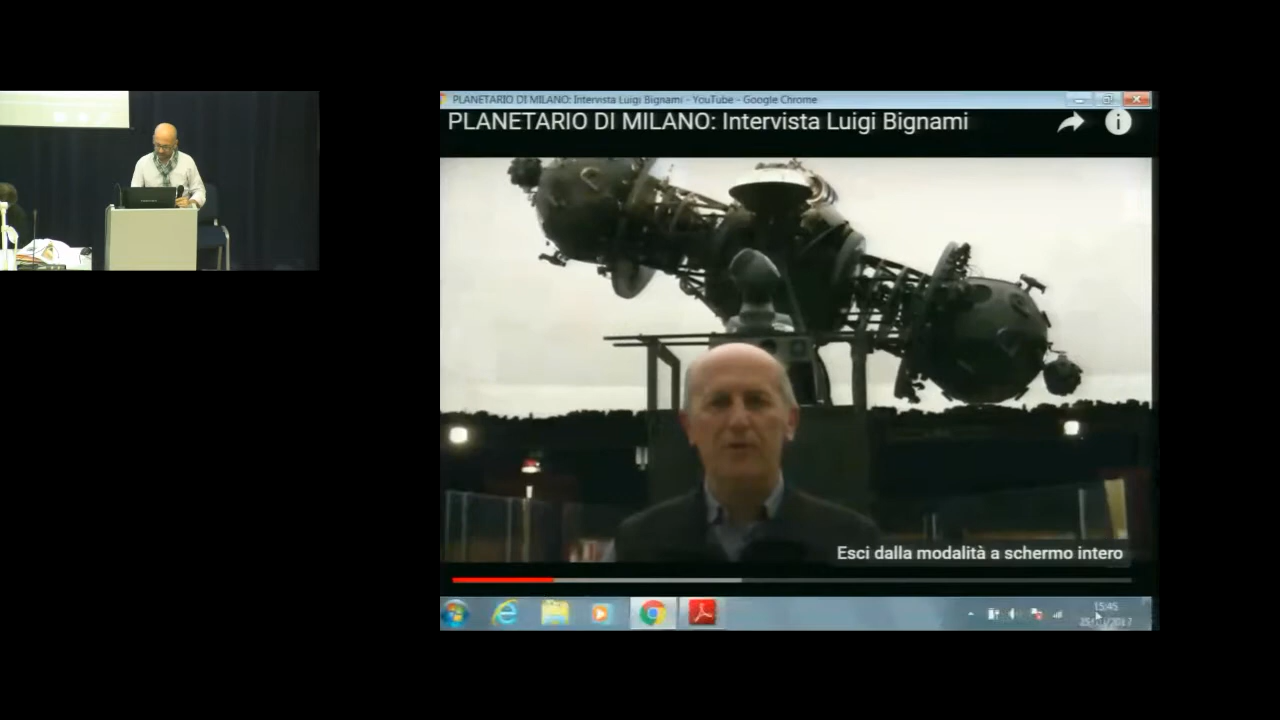 PLANETARIO DI MILANO: Intervista Luigi Bignami - YouTube - Google Chrome
PLANETARIO DI MILANO: Intervista Luigi Bignami
Esci dalla modalità a schermo intero
15:45